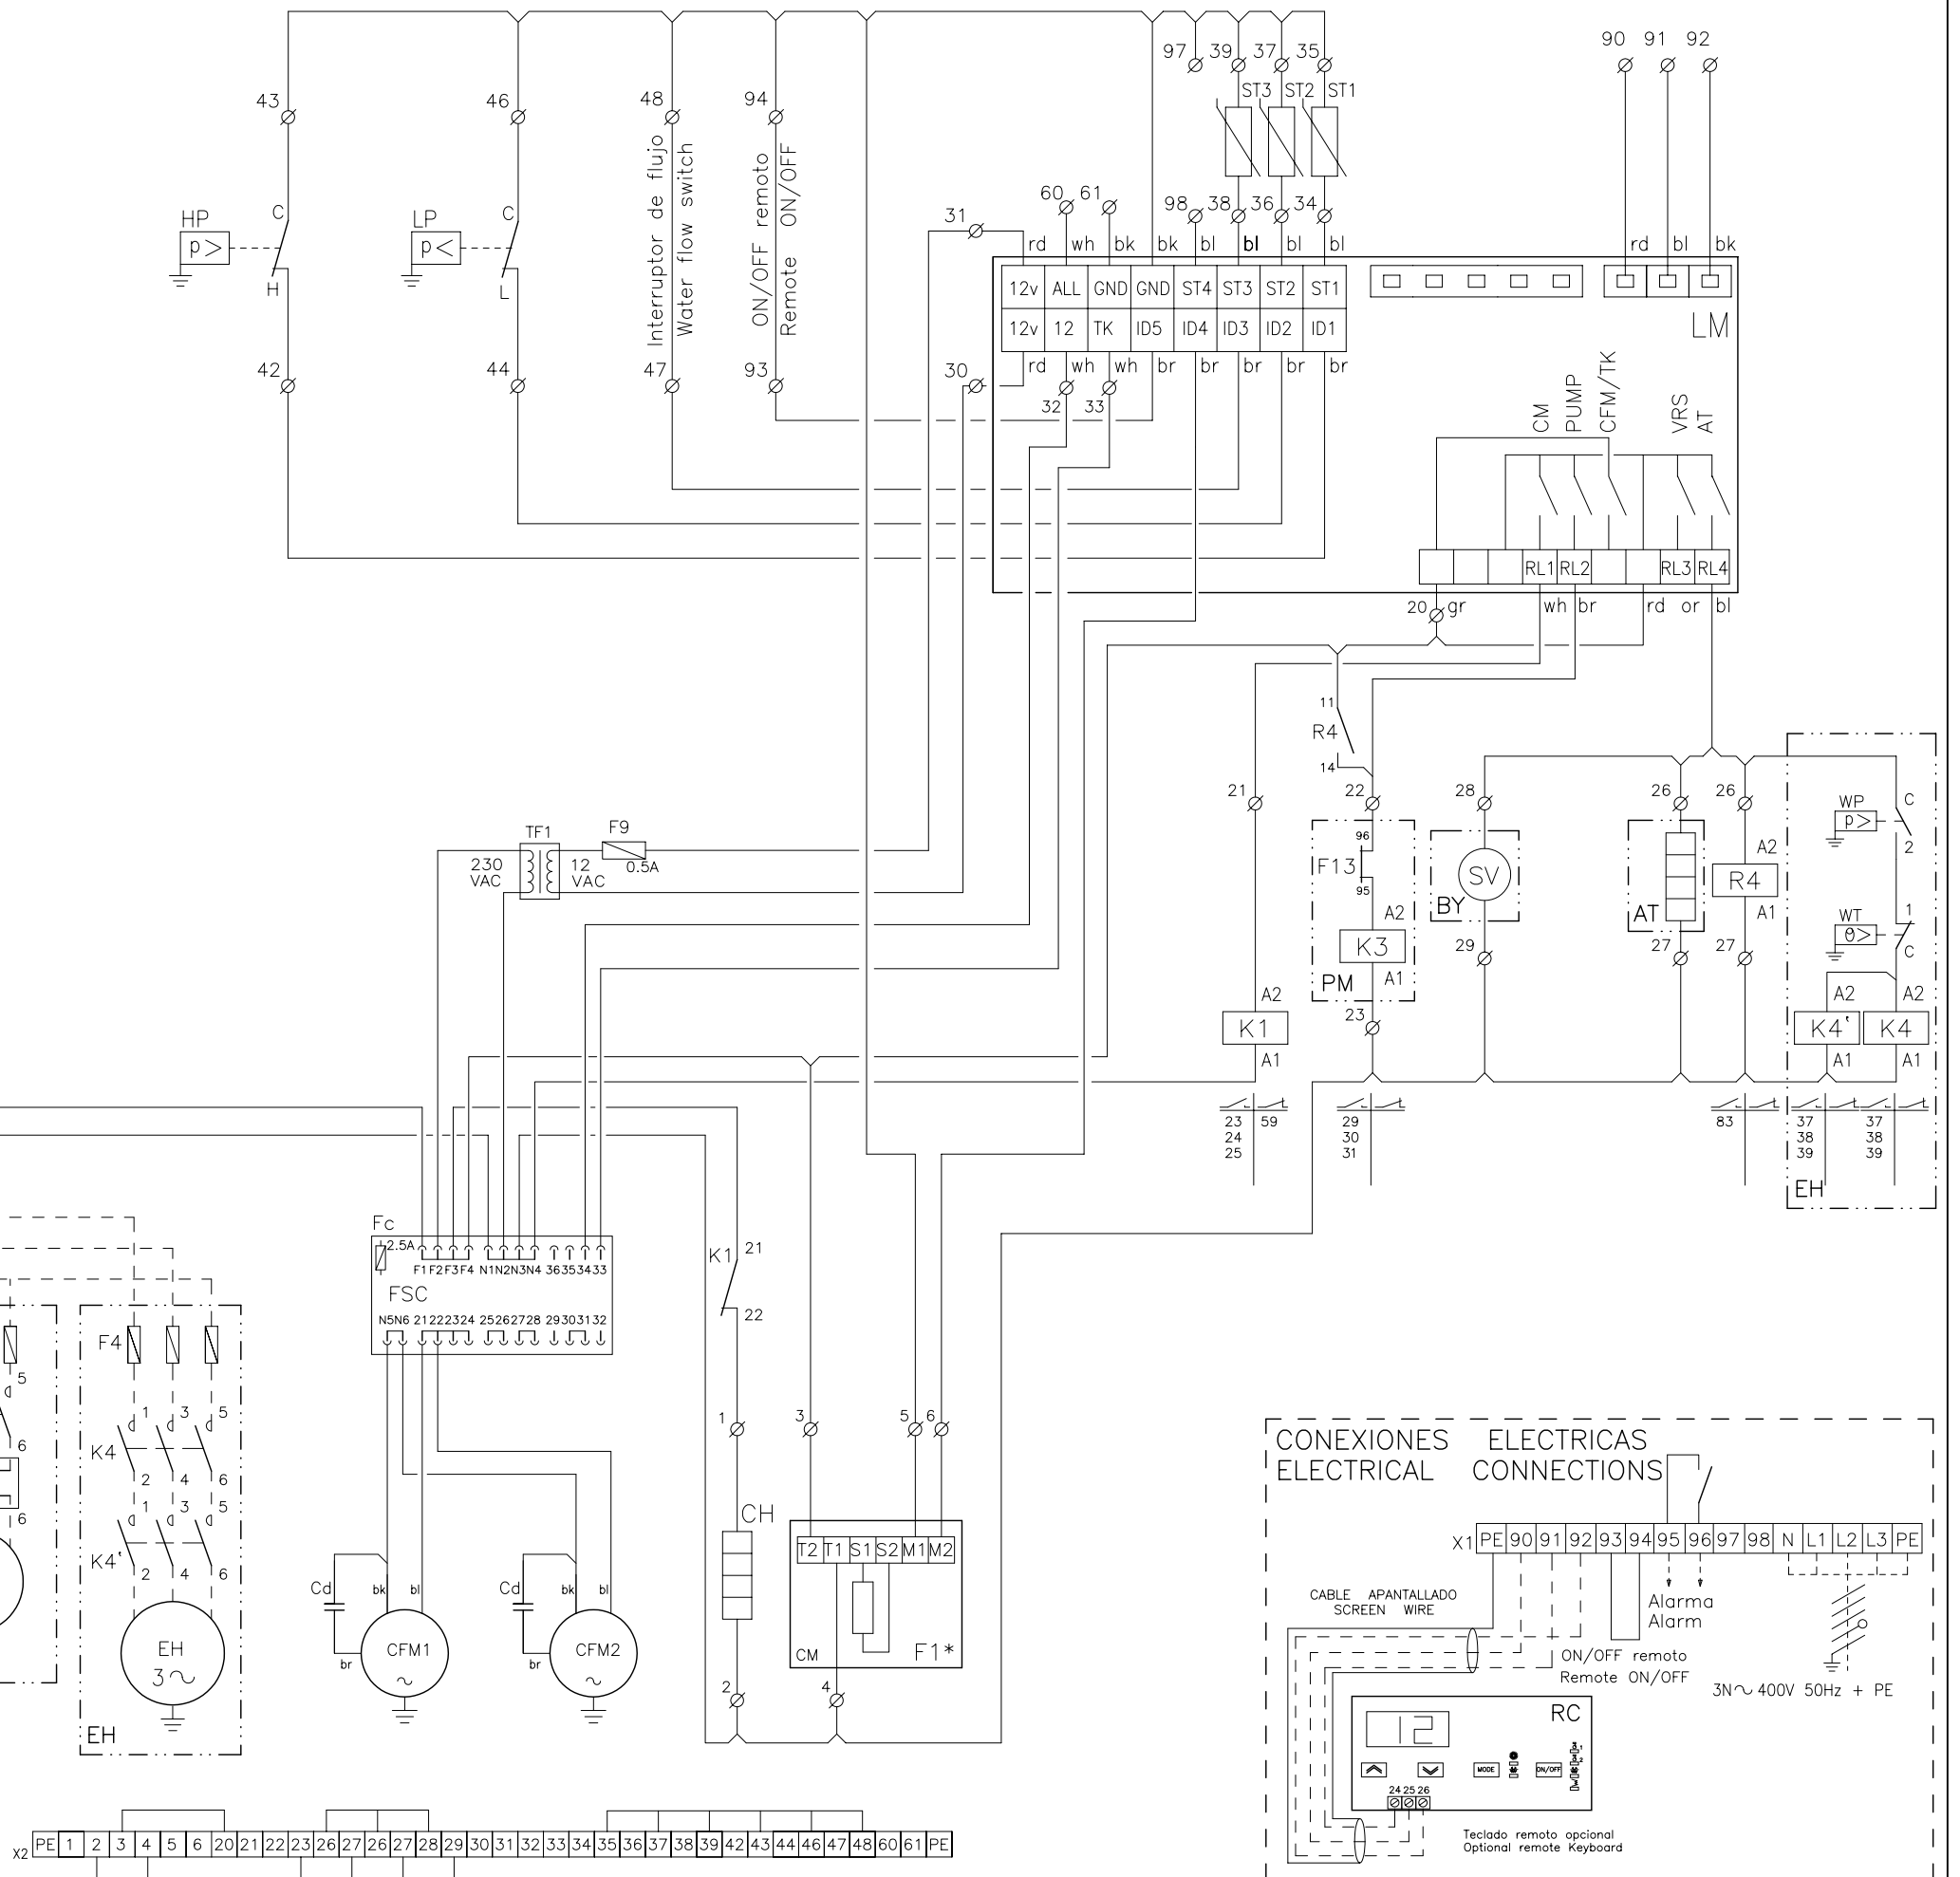 97 39 37 35 90 91 92
ST3 ST2 ST1
43 46 48 94
Interruptor de flujo
Water flow switch
ON/OFF remoto
Remote ON/OFF
HP C
p>
H
LP C
p<
L
42 44 47 93
31 60 61 98 38 36 34
rd wh bk bk bl bl bl bl rd bl bk
12v ALL GND GND ST4 ST3 ST2 ST1
12v 12 TK ID5 ID4 ID3 ID2 ID1
LM
30 rd wh wh br br br br br
32 33
CM
PUMP
CFM/TK
VRS
AT
RL1 RL2 RL3 RL4
20 gr wh br rd or bl
11
R4
14
21 22 28 26 26
TF1 F9
230 VAC
12 VAC
0.5A
96
F13
95
A2
K3
A1
PM
23
SV
BY
29
AT
27
A2
R4
A1
27
WP C
p>
2
WT 1
θ>
C
A2 A2 A2
K1 K4' K4
A1 A1 A1
EH
23 59
24
25
29
30
31
83
37
38
39
37
38
39
Fc
2.5A
F1 F2 F3 F4 N1 N2 N3 N4 36 35 34 33
FSC
N5 N6 21 22 23 24 25 26 27 28 29 30 31 32
K1 21
22
5
6
6
F4
1 3 5
K4
2 4 6
1 3 5
K4'
2 4 6
EH
3~
EH
Cd bk bl
CFM1
~
br
Cd bk bl
CFM2
~
br
1 3 5 6
CH
T2 T1 S1 S2 M1 M2
CM F1*
2 4
CONEXIONES ELECTRICAS
ELECTRICAL CONNECTIONS
X1 PE 90 91 92 93 94 95 96 97 98 N L1 L2 L3 PE
CABLE APANTALLADO
SCREEN WIRE
Alarma
Alarm
ON/OFF remoto
Remote ON/OFF
3N~ 400V 50Hz + PE
RC
12
MODE ON/OFF
24 25 26
Teclado remoto opcional
Optional remote Keyboard
X2 PE 1 2 3 4 5 6 20 21 22 23 26 27 26 27 28 29 30 31 32 33 34 35 36 37 38 39 42 43 44 46 47 48 60 61 PE